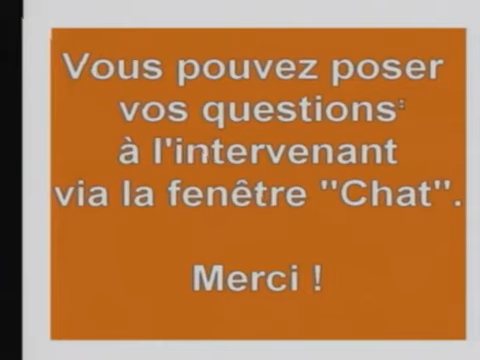 Vous pouvez poser
vos questions
à l'intervenant
via la fenêtre "Chat".
Merci !